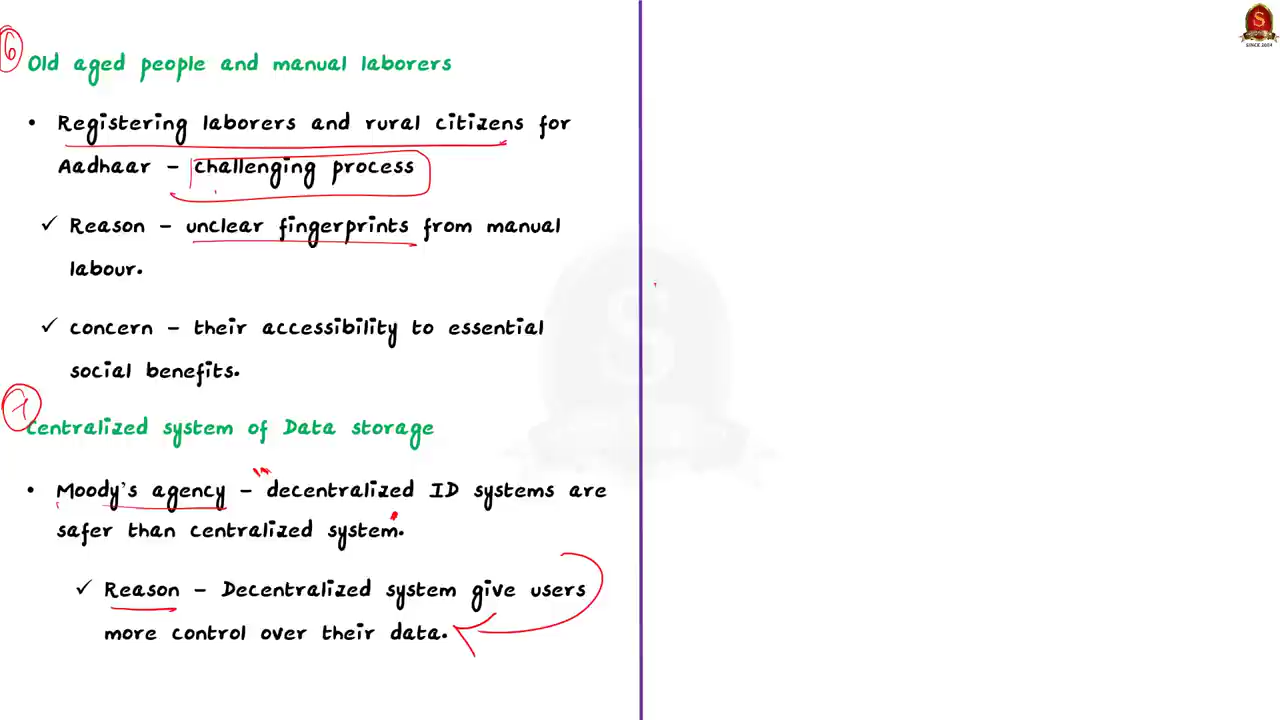 6
Old aged people and manual laborers
• Registering laborers and rural citizens for
Aadhaar – challenging process
✓ Reason – unclear fingerprints from manual
labour.
✓ concern – their accessibility to essential
social benefits.
7
Centralized system of Data storage
• Moody's agency – "decentralized ID systems are
safer than centralized system.
✓ Reason – Decentralized system give users
more control over their data.
S
SINCE 2004